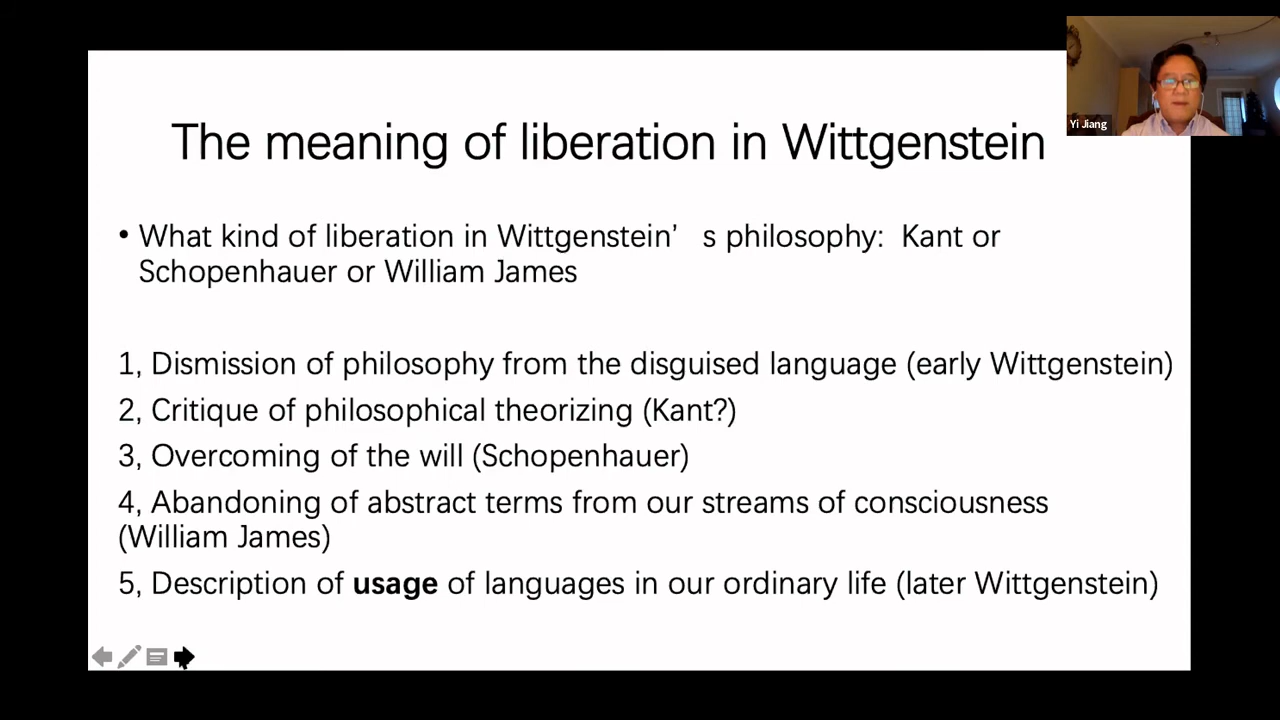 The meaning of liberation in Wittgenstein
Yi Jiang
• What kind of liberation in Wittgenstein’ s philosophy: Kant or
Schopenhauer or William James
1, Dismission of philosophy from the disguised language (early Wittgenstein)
2, Critique of philosophical theorizing (Kant?)
3, Overcoming of the will (Schopenhauer)
4, Abandoning of abstract terms from our streams of consciousness
(William James)
5, Description of usage of languages in our ordinary life (later Wittgenstein)